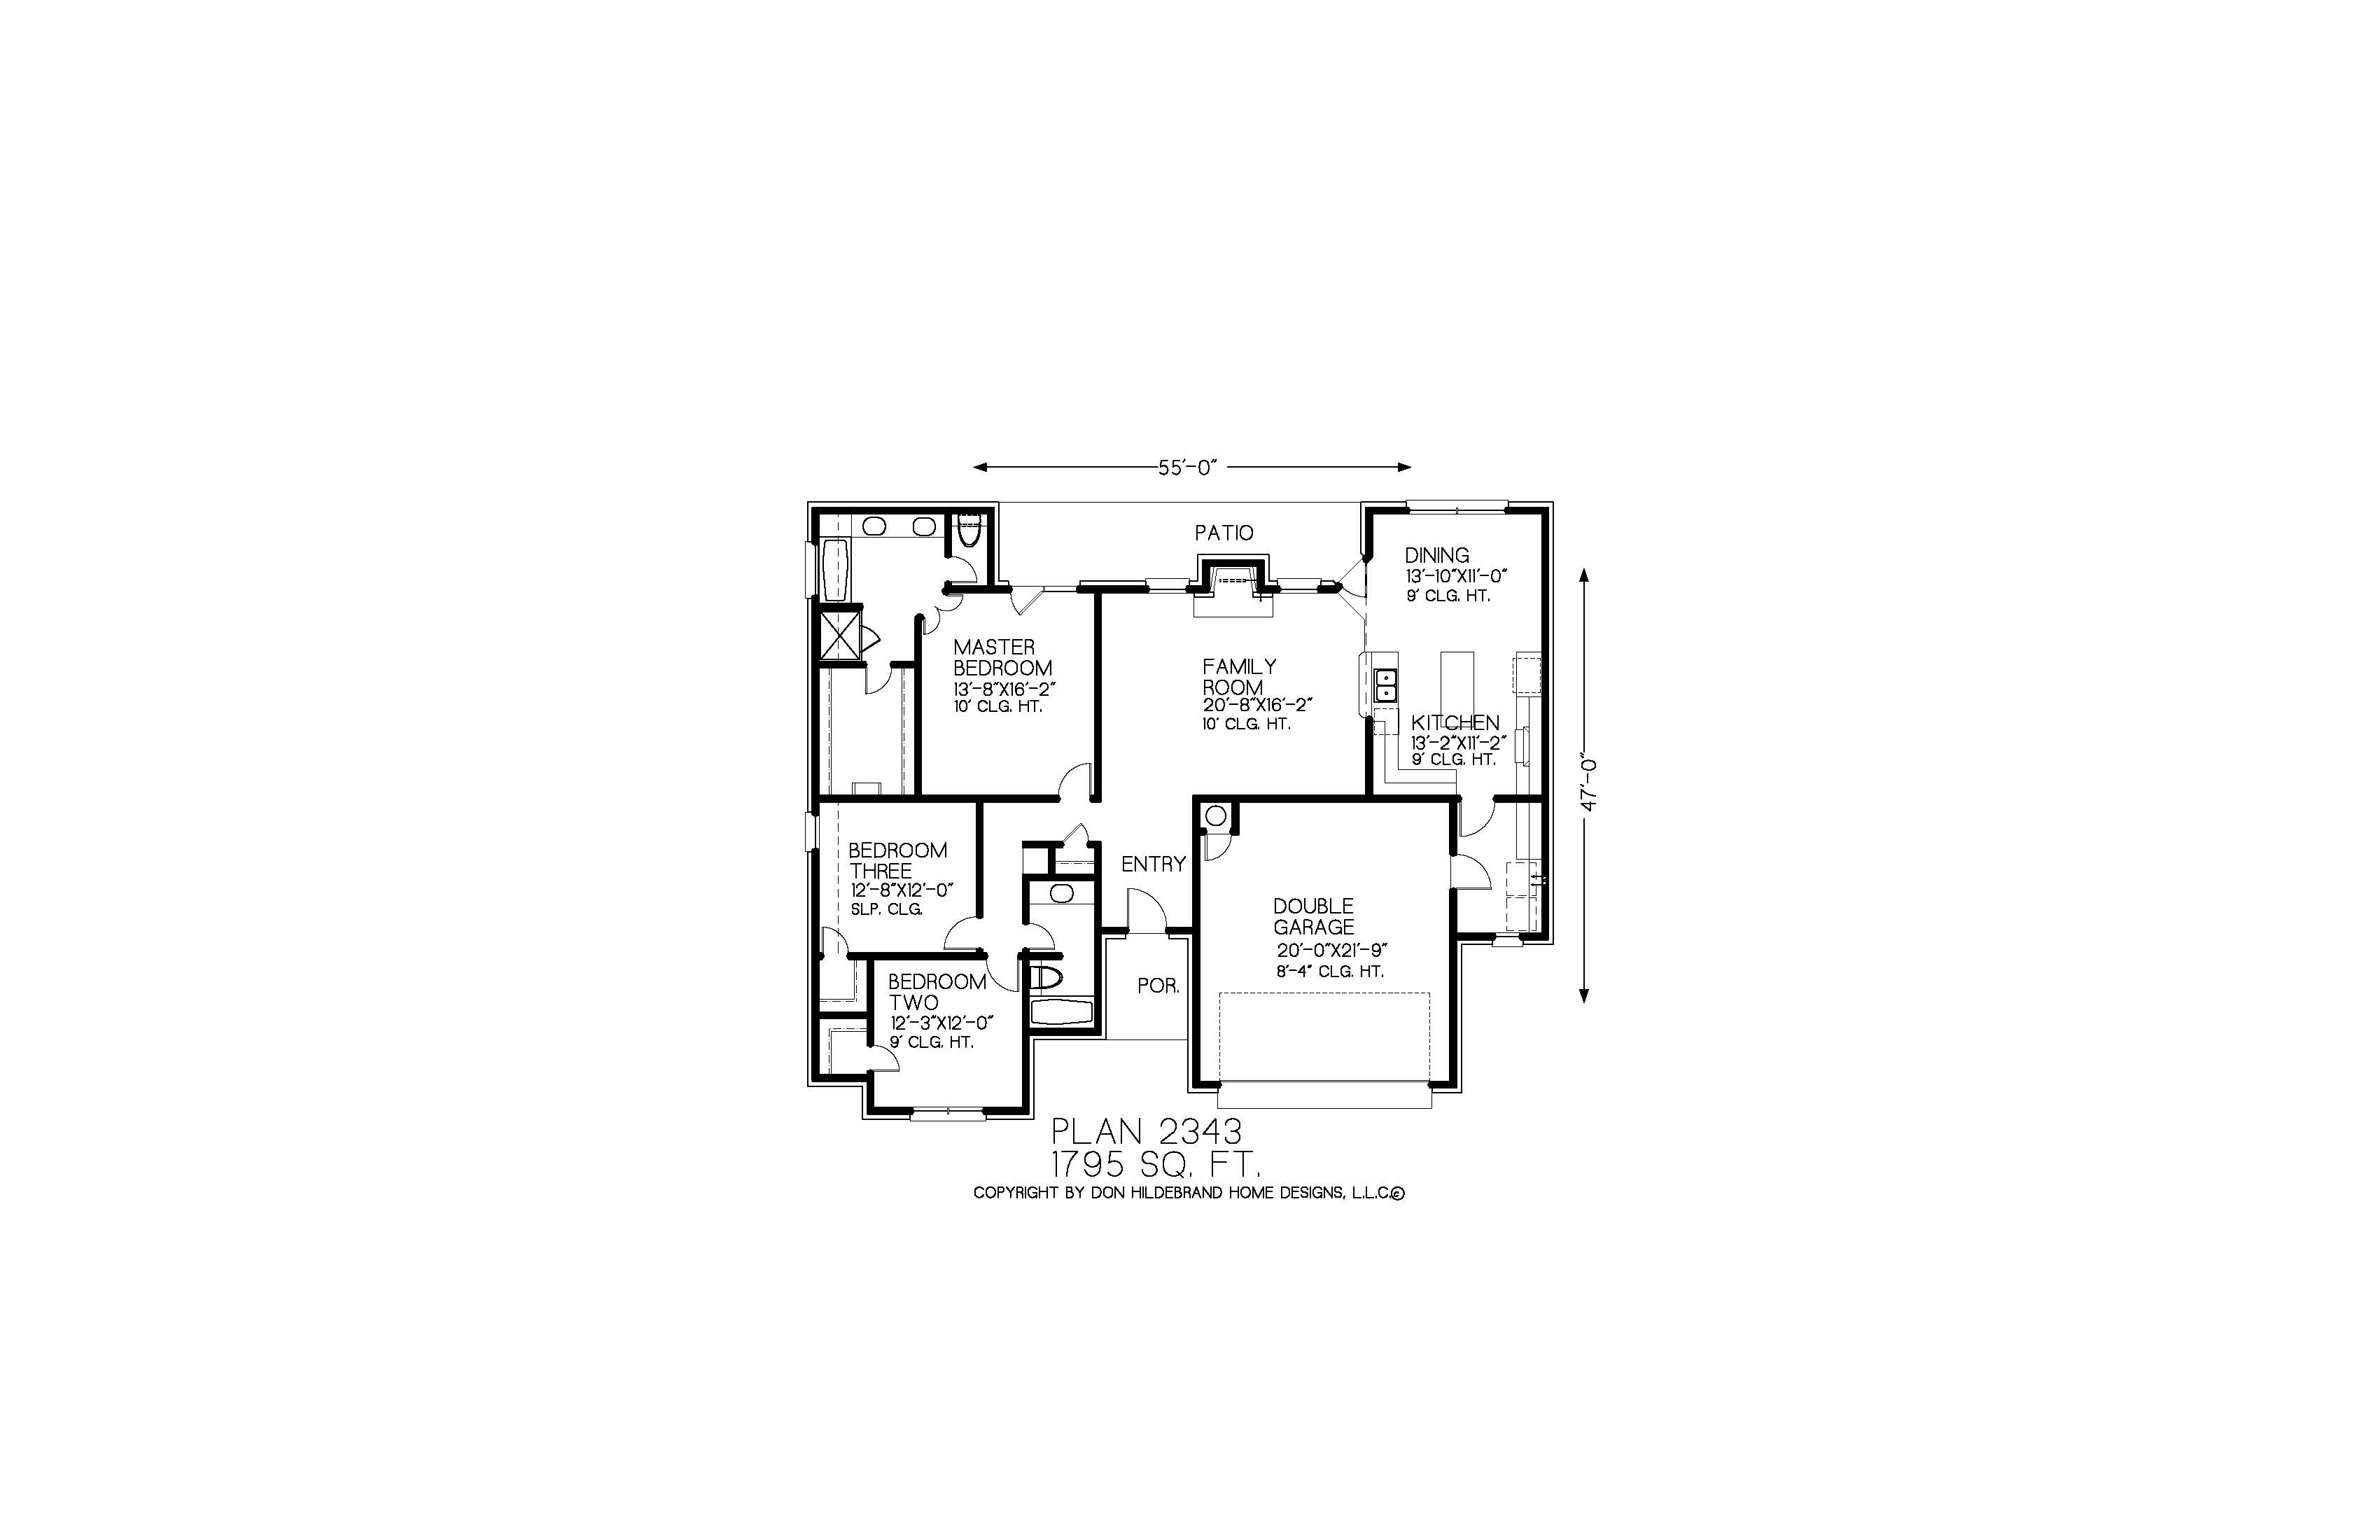 55'-0"
PATIO
DINING
13'-10"X11'-0"
9' CLG. HT.
MASTER
BEDROOM
13'-8"X16'-2"
10' CLG. HT.
FAMILY
ROOM
20'-8"X16'-2"
10' CLG. HT.
KITCHEN
13'-2"X11'-2"
9' CLG. HT.
47'-0"
BEDROOM
THREE
12'-8"X12'-0"
SLP. CLG.
ENTRY
DOUBLE
GARAGE
20'-0"X21'-9"
8'-4" CLG. HT.
BEDROOM
TWO
12'-3"X12'-0"
9' CLG. HT.
POR.
PLAN 2343
1795 SQ. FT.
COPYRIGHT BY DON HILDEBRAND HOME DESIGNS, L.L.C.©